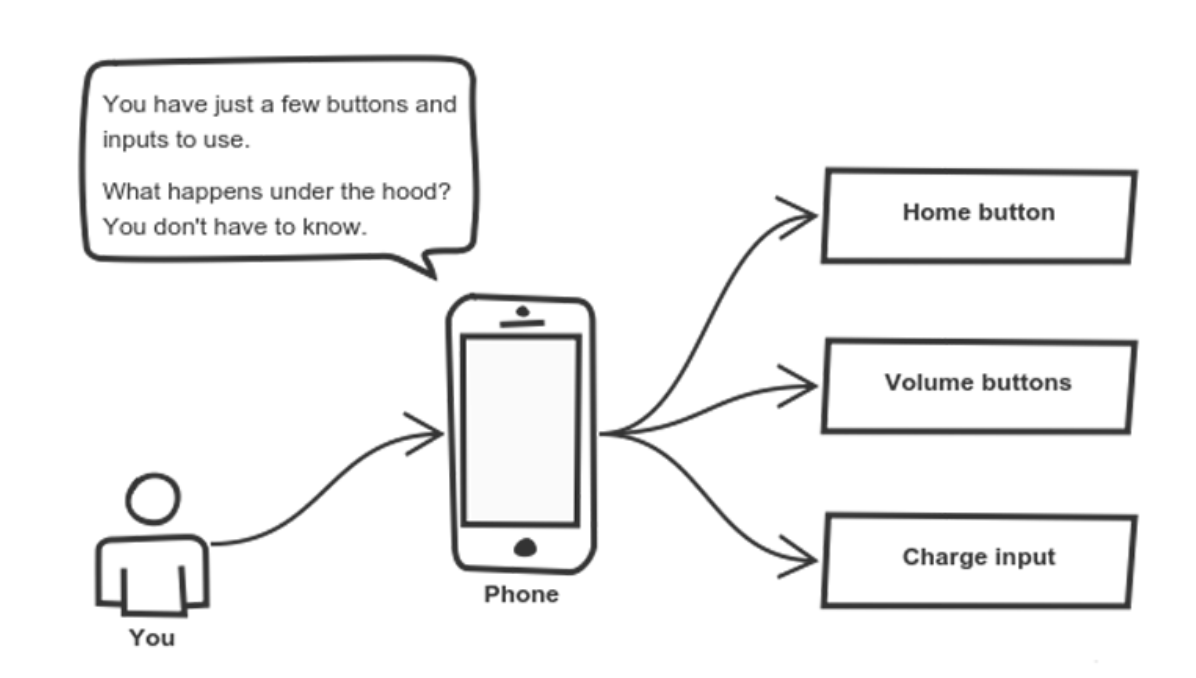 You have just a few buttons and
inputs to use.
What happens under the hood?
You don't have to know.
Home button
Volume buttons
Charge input
Phone
You